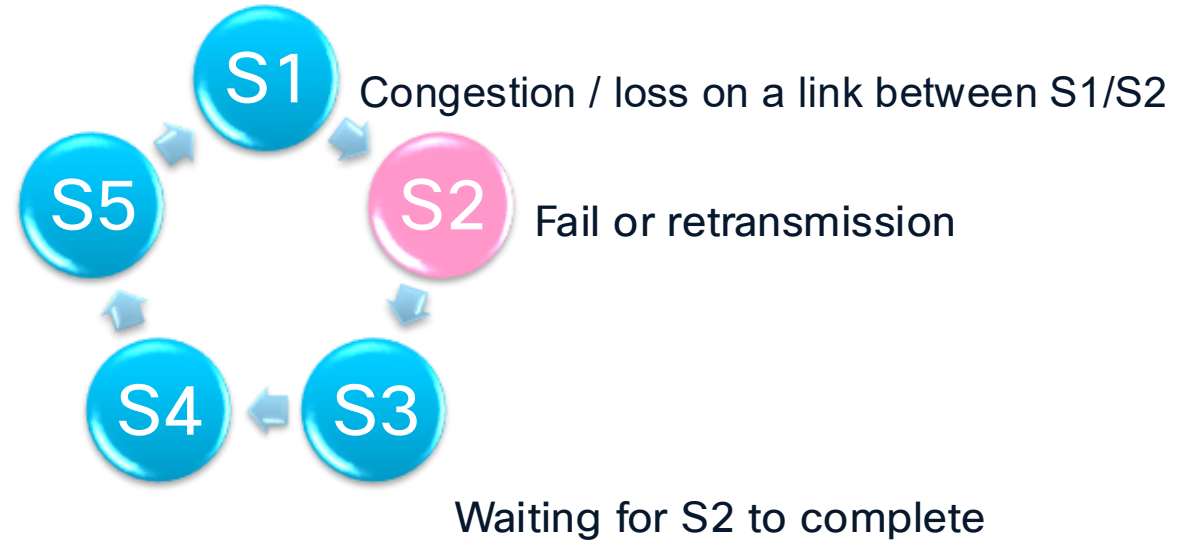 S1
Congestion / loss on a link between S1/S2
S5
S2
Fail or retransmission
S4
S3
Waiting for S2 to complete